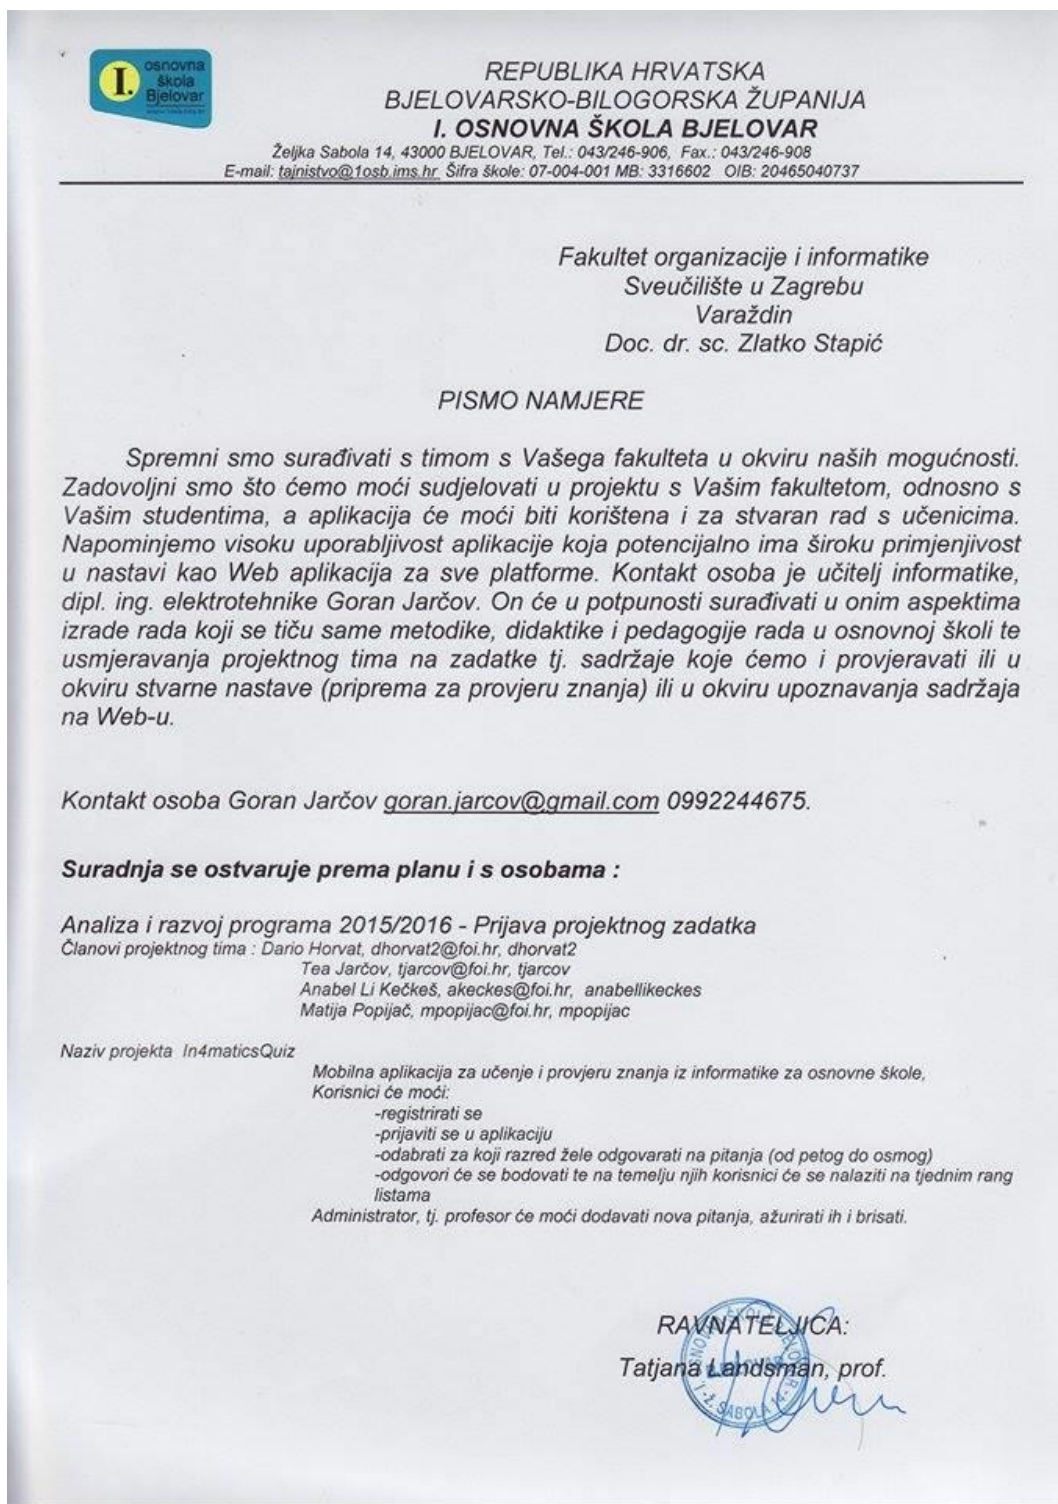 I.
osnovna
škola
Bjelovar
REPUBLIKA HRVATSKA
BJELOVARSKO-BILOGORSKA ŽUPANIJA
I. OSNOVNA ŠKOLA BJELOVAR
Željka Sabola 14, 43000 BJELOVAR, Tel.: 043/246-906, Fax.: 043/246-908
E-mail: tajnistvo@1osb.ims.hr Šifra škole: 07-004-001 MB: 3316602 OIB: 20465040737
Fakultet organizacije i informatike
Sveučilište u Zagrebu
Varaždin
Doc. dr. sc. Zlatko Stapić
PISMO NAMJERE
Spremni smo surađivati s timom s Vašega fakulteta u okviru naših mogućnosti.
Zadovoljni smo što ćemo moći sudjelovati u projektu s Vašim fakultetom, odnosno s
Vašim studentima, a aplikacija će moći biti korištena i za stvaran rad s učenicima.
Napominjemo visoku uporabljivost aplikacije koja potencijalno ima široku primjenjivost
u nastavi kao Web aplikacija za sve platforme. Kontakt osoba je učitelj informatike,
dipl. ing. elektrotehnike Goran Jarčov. On će u potpunosti surađivati u onim aspektima
izrade rada koji se tiču same metodike, didaktike i pedagogije rada u osnovnoj školi te
usmjeravanja projektnog tima na zadatke tj. sadržaje koje ćemo i provjeravati ili u
okviru stvarne nastave (priprema za provjeru znanja) ili u okviru upoznavanja sadržaja
na Web-u.
Kontakt osoba Goran Jarčov goran.jarcov@gmail.com 0992244675.
Suradnja se ostvaruje prema planu i s osobama :
Analiza i razvoj programa 2015/2016 - Prijava projektnog zadatka
Članovi projektnog tima : Dario Horvat, dhorvat2@foi.hr, dhorvat2
Tea Jarčov, tjarcov@foi.hr, tjarcov
Anabel Li Kečkeš, akeckes@foi.hr, anabellikeckes
Matija Popijač, mpopijac@foi.hr, mpopijac
Naziv projekta In4maticsQuiz
Mobilna aplikacija za učenje i provjeru znanja iz informatike za osnovne škole,
Korisnici će moći:
-registrirati se
-prijaviti se u aplikaciju
-odabrati za koji razred žele odgovarati na pitanja (od petog do osmog)
-odgovori će se bodovati te na temelju njih korisnici će se nalaziti na tjednim rang
listama
Administrator, tj. profesor će moći dodavati nova pitanja, ažurirati ih i brisati.
RAVNATELJICA:
Tatjana Landsman, prof.